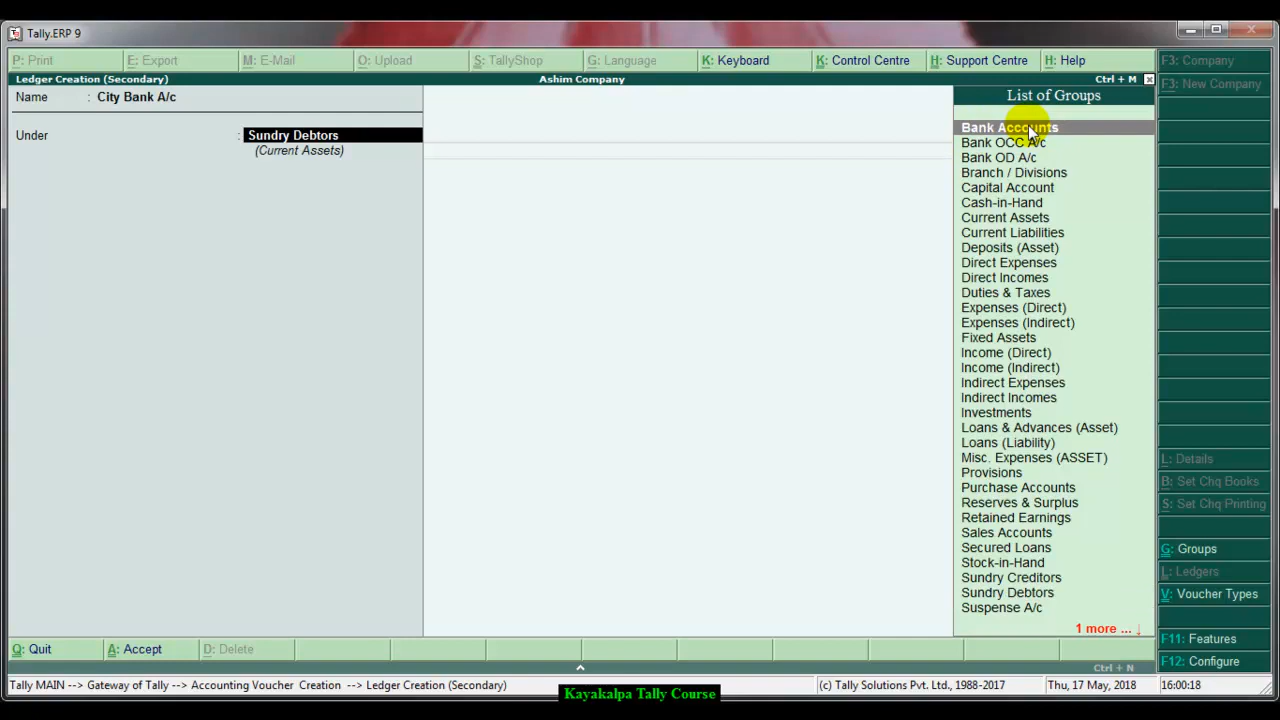 Tally.ERP 9
P: Print E: Export M: E-Mail O: Upload S: TallyShop G: Language K: Keyboard K: Control Centre H: Support Centre H: Help
Ledger Creation (Secondary) Ashim Company Ctrl + M
Name : City Bank A/c
Under : Sundry Debtors
(Current Assets)
List of Groups
Bank Accounts
Bank OCC A/c
Bank OD A/c
Branch / Divisions
Capital Account
Cash-in-Hand
Current Assets
Current Liabilities
Deposits (Asset)
Direct Expenses
Direct Incomes
Duties & Taxes
Expenses (Direct)
Expenses (Indirect)
Fixed Assets
Income (Direct)
Income (Indirect)
Indirect Expenses
Indirect Incomes
Investments
Loans & Advances (Asset)
Loans (Liability)
Misc. Expenses (ASSET)
Provisions
Purchase Accounts
Reserves & Surplus
Retained Earnings
Sales Accounts
Secured Loans
Stock-in-Hand
Sundry Creditors
Sundry Debtors
Suspense A/c
1 more ... ↓
F3: Company
F3: New Company
L: Details
B: Set Chq Books
S: Set Chq Printing
G: Groups
L: Ledgers
V: Voucher Types
F11: Features
F12: Configure
Q: Quit A: Accept D: Delete
Ctrl + N
Tally MAIN --> Gateway of Tally --> Accounting Voucher Creation --> Ledger Creation (Secondary) (c) Tally Solutions Pvt. Ltd., 1988-2017 Thu, 17 May, 2018 16:00:18
Kayakalpa Tally Course